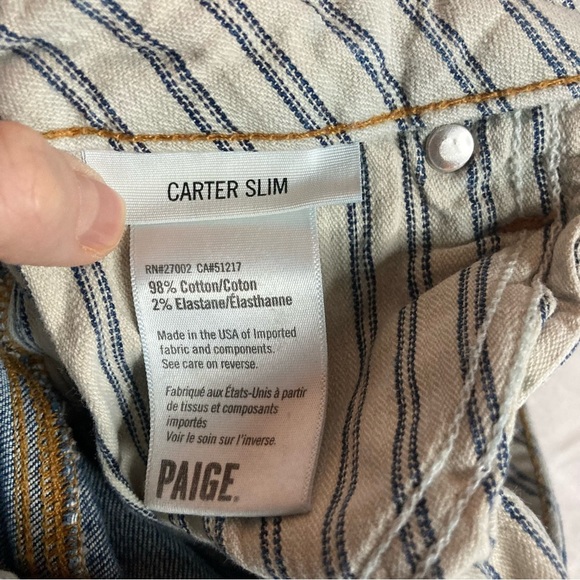 CARTER SLIM
RN#27002 CA#51217
98% Cotton/Coton
2% Elastane/Élasthanne
Made in the USA of Imported
fabric and components.
See care on reverse.
Fabriqué aux États-Unis à partir
de tissus et composants
importés
Voir le soin sur l'inverse.
PAIGE.